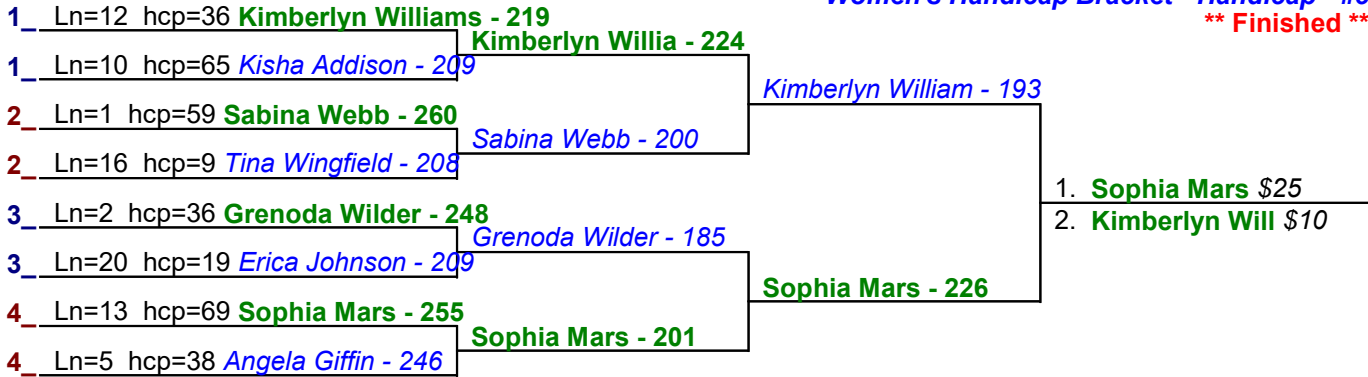 Women's Handicap Bracket - Handicap
** Finished **
1_ Ln=12 hcp=36 Kimberlyn Williams - 219
Kimberlyn Willia - 224
1_ Ln=10 hcp=65 Kisha Addison - 209
Kimberlyn William - 193
2_ Ln=1 hcp=59 Sabina Webb - 260
Sabina Webb - 200
2_ Ln=16 hcp=9 Tina Wingfield - 208
1. Sophia Mars $25
2. Kimberlyn Will $10
3_ Ln=2 hcp=36 Grenoda Wilder - 248
Grenoda Wilder - 185
3_ Ln=20 hcp=19 Erica Johnson - 209
Sophia Mars - 226
4_ Ln=13 hcp=69 Sophia Mars - 255
Sophia Mars - 201
4_ Ln=5 hcp=38 Angela Giffin - 246